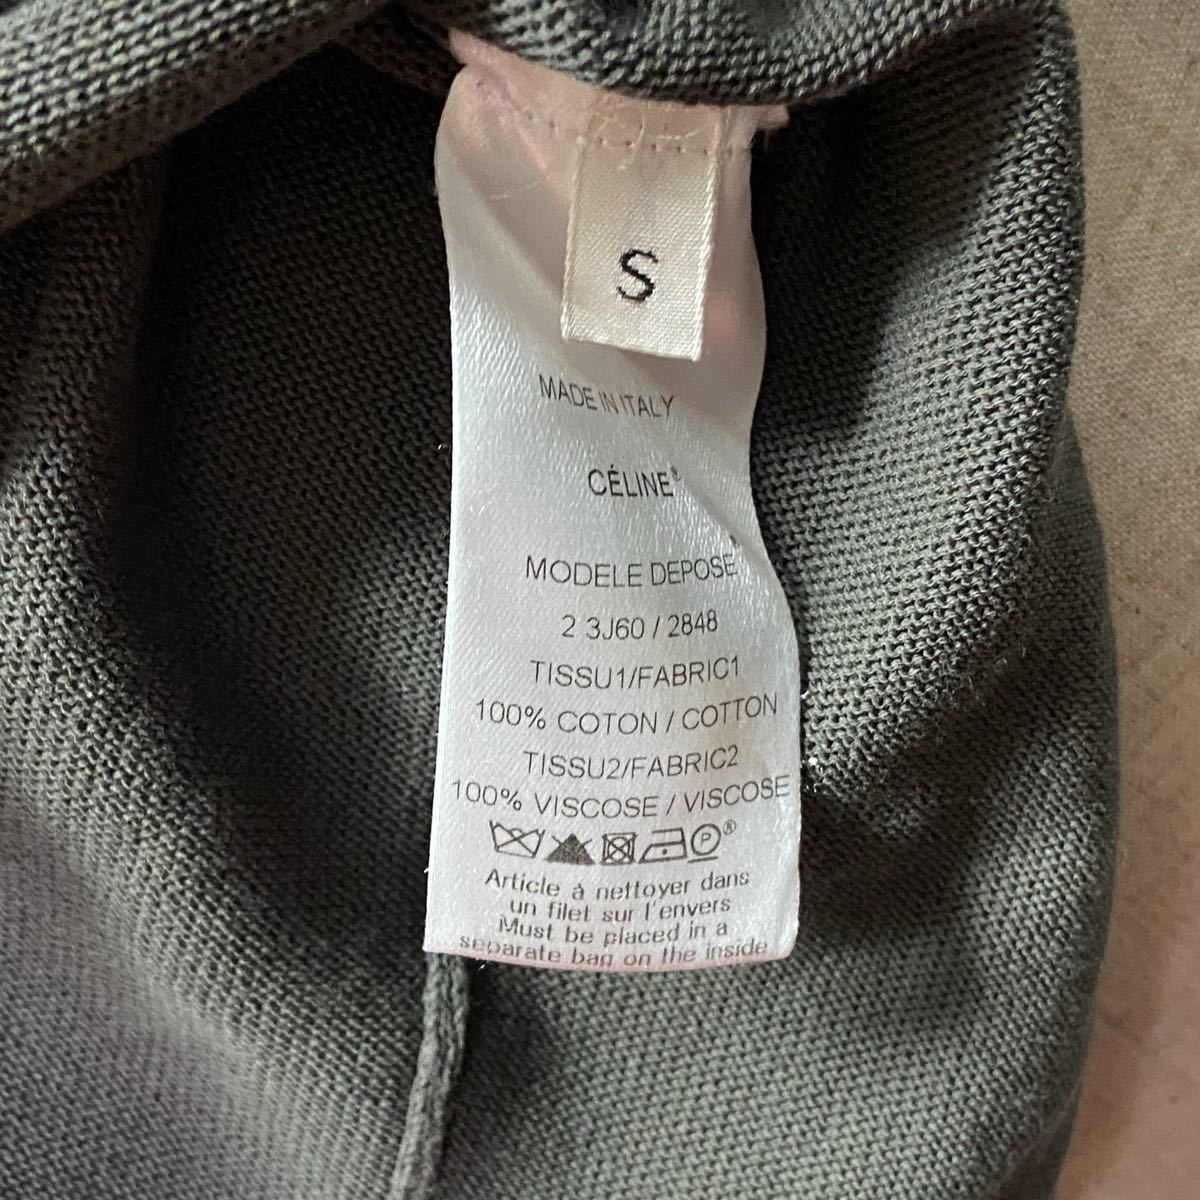 S
MADE IN ITALY
CÉLINE®
MODELE DEPOSE
2 3J60 / 2848
TISSU1/FABRIC1
100% COTON / COTTON
TISSU2/FABRIC2
100% VISCOSE / VISCOSE
P®
Article à nettoyer dans
un filet sur l'envers
Must be placed in a
separate bag on the inside